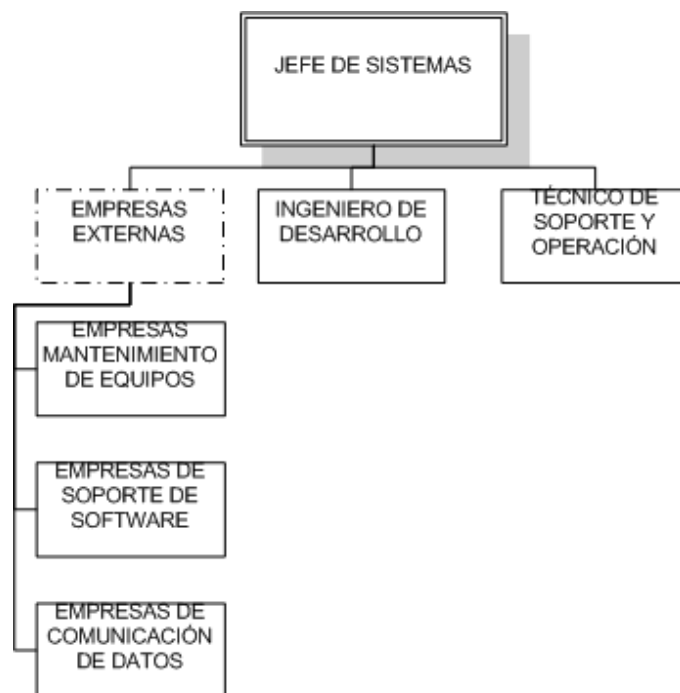 JEFE DE SISTEMAS
EMPRESAS
EXTERNAS
INGENIERO DE
DESARROLLO
TÉCNICO DE
SOPORTE Y
OPERACIÓN
EMPRESAS
MANTENIMIENTO
DE EQUIPOS
EMPRESAS DE
SOPORTE DE
SOFTWARE
EMPRESAS DE
COMUNICACIÓN
DE DATOS